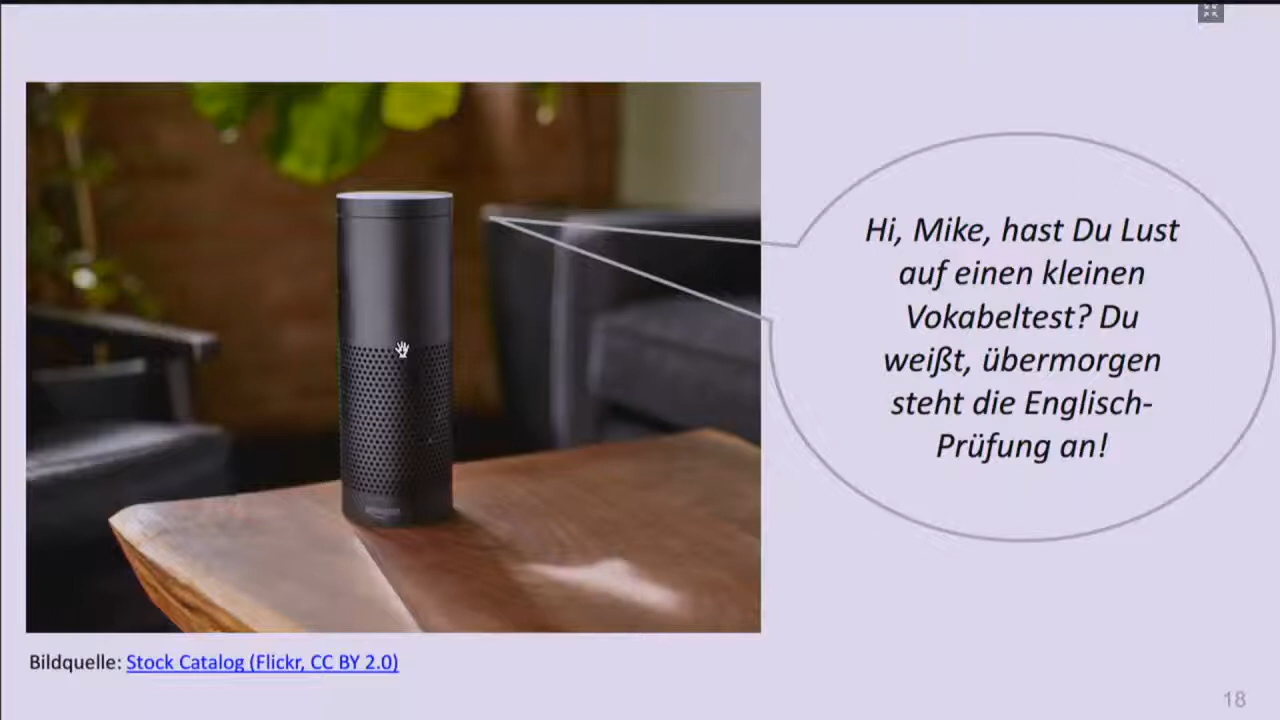 Hi, Mike, hast Du Lust
auf einen kleinen
Vokabeltest? Du
weißt, übermorgen
steht die Englisch-
Prüfung an!
amazon
Bildquelle: Stock Catalog (Flickr, CC BY 2.0)
18